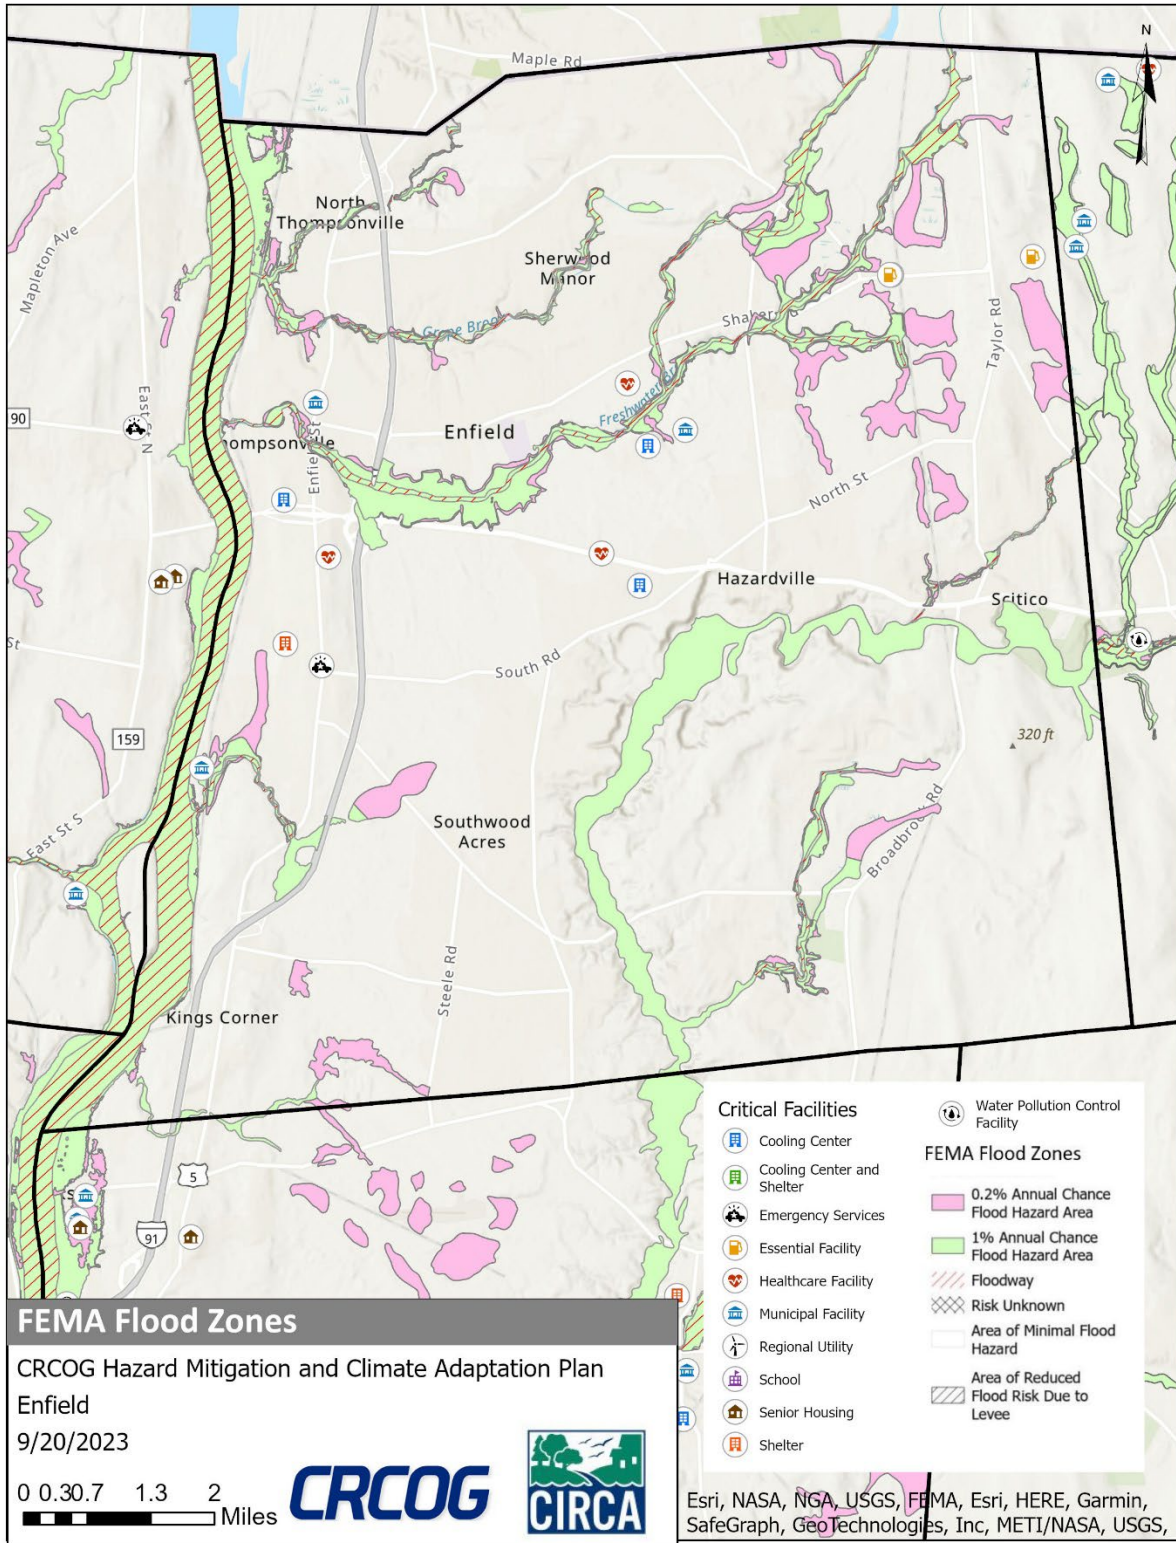 N
Maple Rd
North
Thompsonville
Mapleton Ave
Sherwood
Manor
Grape Brook
Taylor Rd
90
East St N
Freshwater Br
Enfield
hompsonville
Enfield St
North St
Hazardville
Scitico
St
South Rd
320 ft
159
East St S
Southwood
Acres
Broadbrook Rd
Steele Rd
Kings Corner
5
91
Critical Facilities
Cooling Center
Cooling Center and
Shelter
Emergency Services
Essential Facility
Healthcare Facility
Municipal Facility
Regional Utility
School
Senior Housing
Shelter
Water Pollution Control
Facility
FEMA Flood Zones
0.2% Annual Chance
Flood Hazard Area
1% Annual Chance
Flood Hazard Area
Floodway
Risk Unknown
Area of Minimal Flood
Hazard
Area of Reduced
Flood Risk Due to
Levee
FEMA Flood Zones
CRCOG Hazard Mitigation and Climate Adaptation Plan
Enfield
9/20/2023
0 0.30.7 1.3 2
Miles
CRCOG
CIRCA
Esri, NASA, NGA, USGS, FEMA, Esri, HERE, Garmin,
SafeGraph, GeoTechnologies, Inc, METI/NASA, USGS,